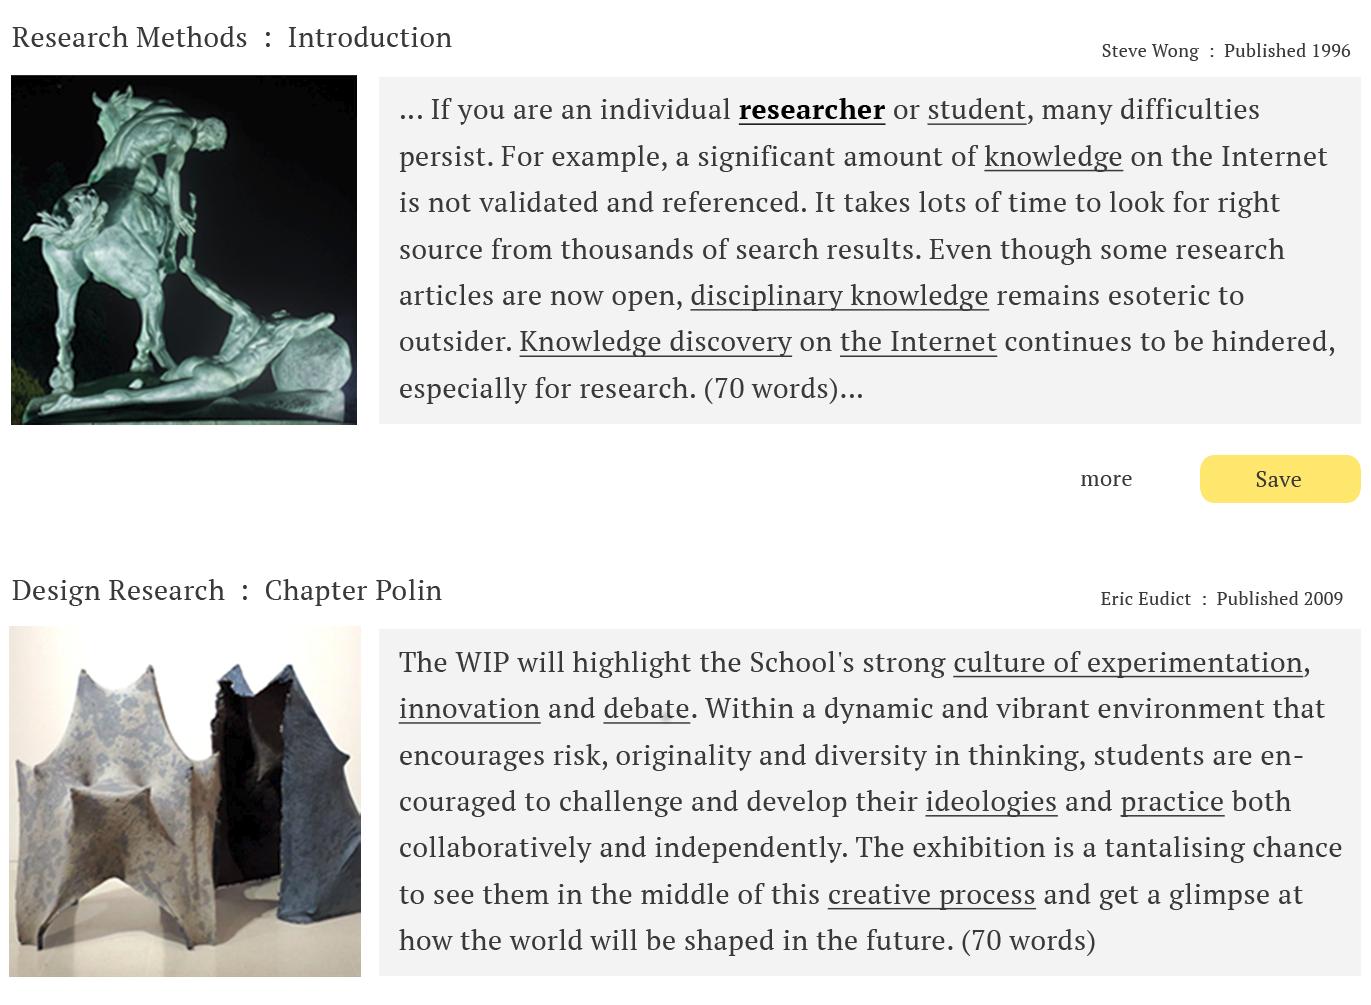 Research Methods : Introduction
Steve Wong : Published 1996
... If you are an individual researcher or student, many difficulties
persist. For example, a significant amount of knowledge on the Internet
is not validated and referenced. It takes lots of time to look for right
source from thousands of search results. Even though some research
articles are now open, disciplinary knowledge remains esoteric to
outsider. Knowledge discovery on the Internet continues to be hindered,
especially for research. (70 words)...
more
Save
Design Research : Chapter Polin
Eric Eudict : Published 2009
The WIP will highlight the School's strong culture of experimentation,
innovation and debate. Within a dynamic and vibrant environment that
encourages risk, originality and diversity in thinking, students are en-
couraged to challenge and develop their ideologies and practice both
collaboratively and independently. The exhibition is a tantalising chance
to see them in the middle of this creative process and get a glimpse at
how the world will be shaped in the future. (70 words)